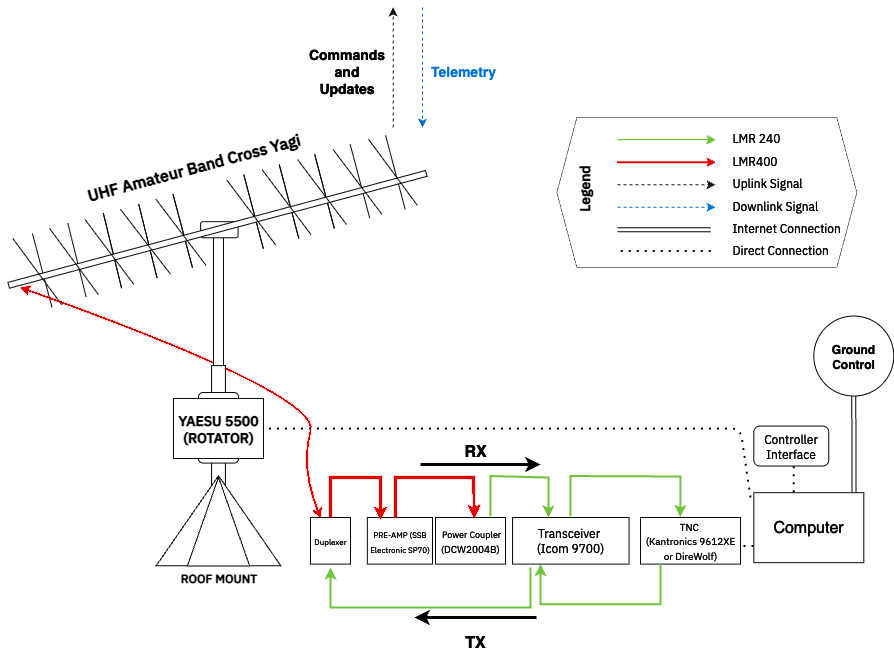 Commands
and
Updates
Telemetry
UHF Amateur Band Cross Yagi
Legend
LMR 240
LMR400
Uplink Signal
Downlink Signal
Internet Connection
Direct Connection
Ground
Control
YAESU 5500
(ROTATOR)
Controller
Interface
RX
Duplexer
PRE-AMP (SSB
Electronic SP70)
Power Coupler
(DCW2004B)
Transceiver
(Icom 9700)
TNC
(Kantronics 9612XE
or DireWolf)
Computer
ROOF MOUNT
TX